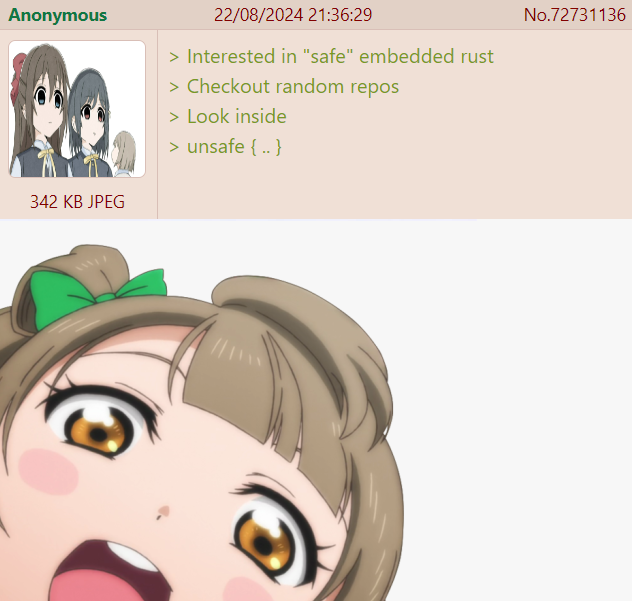 Anonymous 22/08/2024 21:36:29 No.72731136
> Interested in "safe" embedded rust
> Checkout random repos
> Look inside
> unsafe { .. }
342 KB JPEG